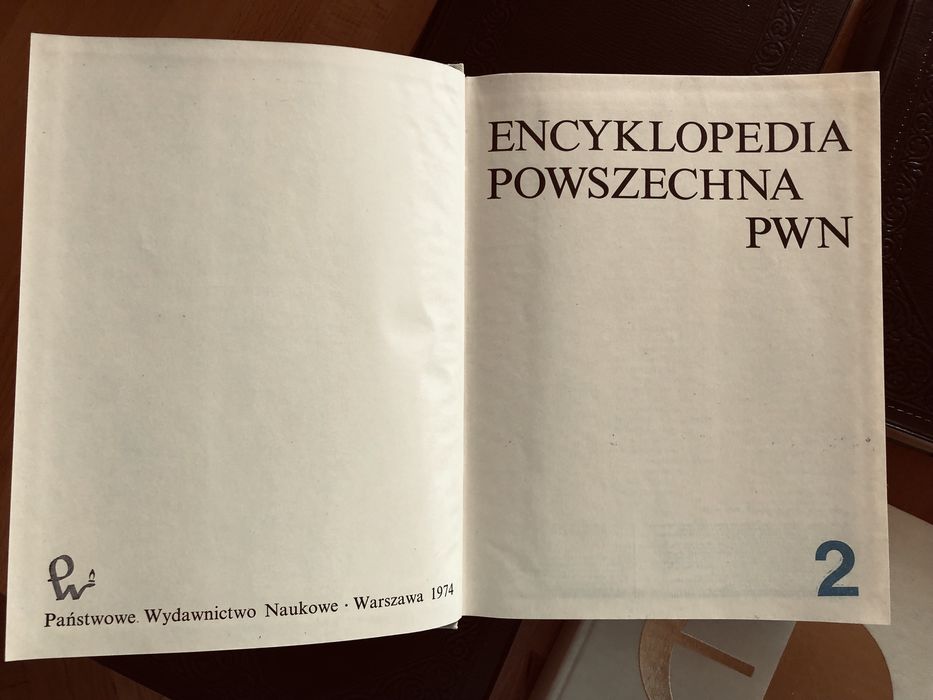 Państwowe Wydawnictwo Naukowe · Warszawa 1974
ENCYKLOPEDIA
POWSZECHNA
PWN
2